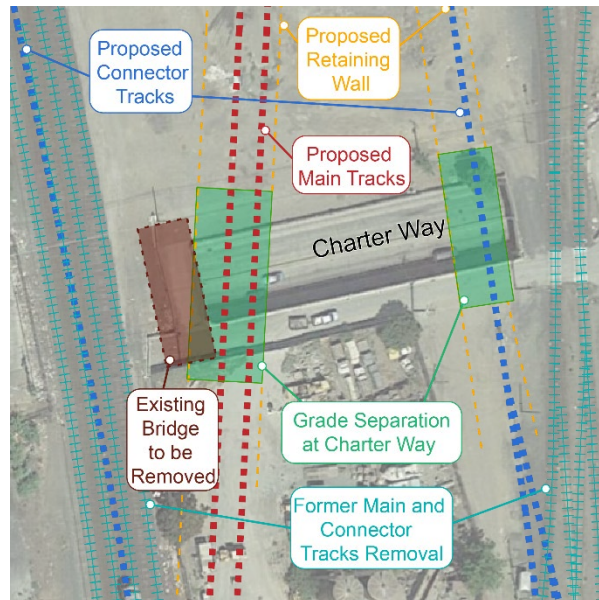 Proposed
Connector
Tracks
Proposed
Retaining
Wall
Proposed
Main Tracks
Charter Way
Existing
Bridge
to be
Removed
Grade Separation
at Charter Way
Former Main and
Connector
Tracks Removal